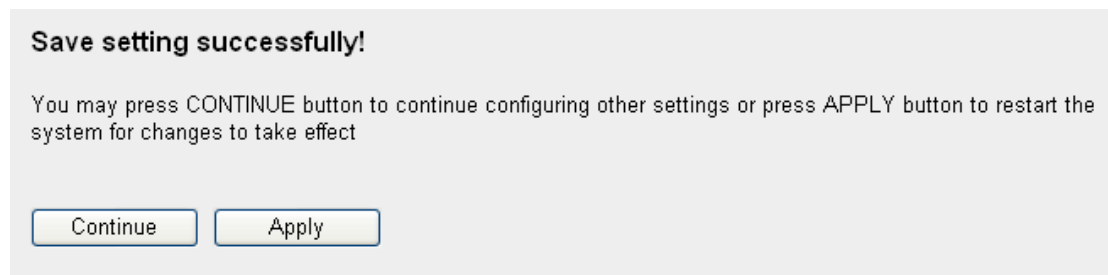 Save setting successfully!
You may press CONTINUE button to continue configuring other settings or press APPLY button to restart the
system for changes to take effect
Continue
Apply